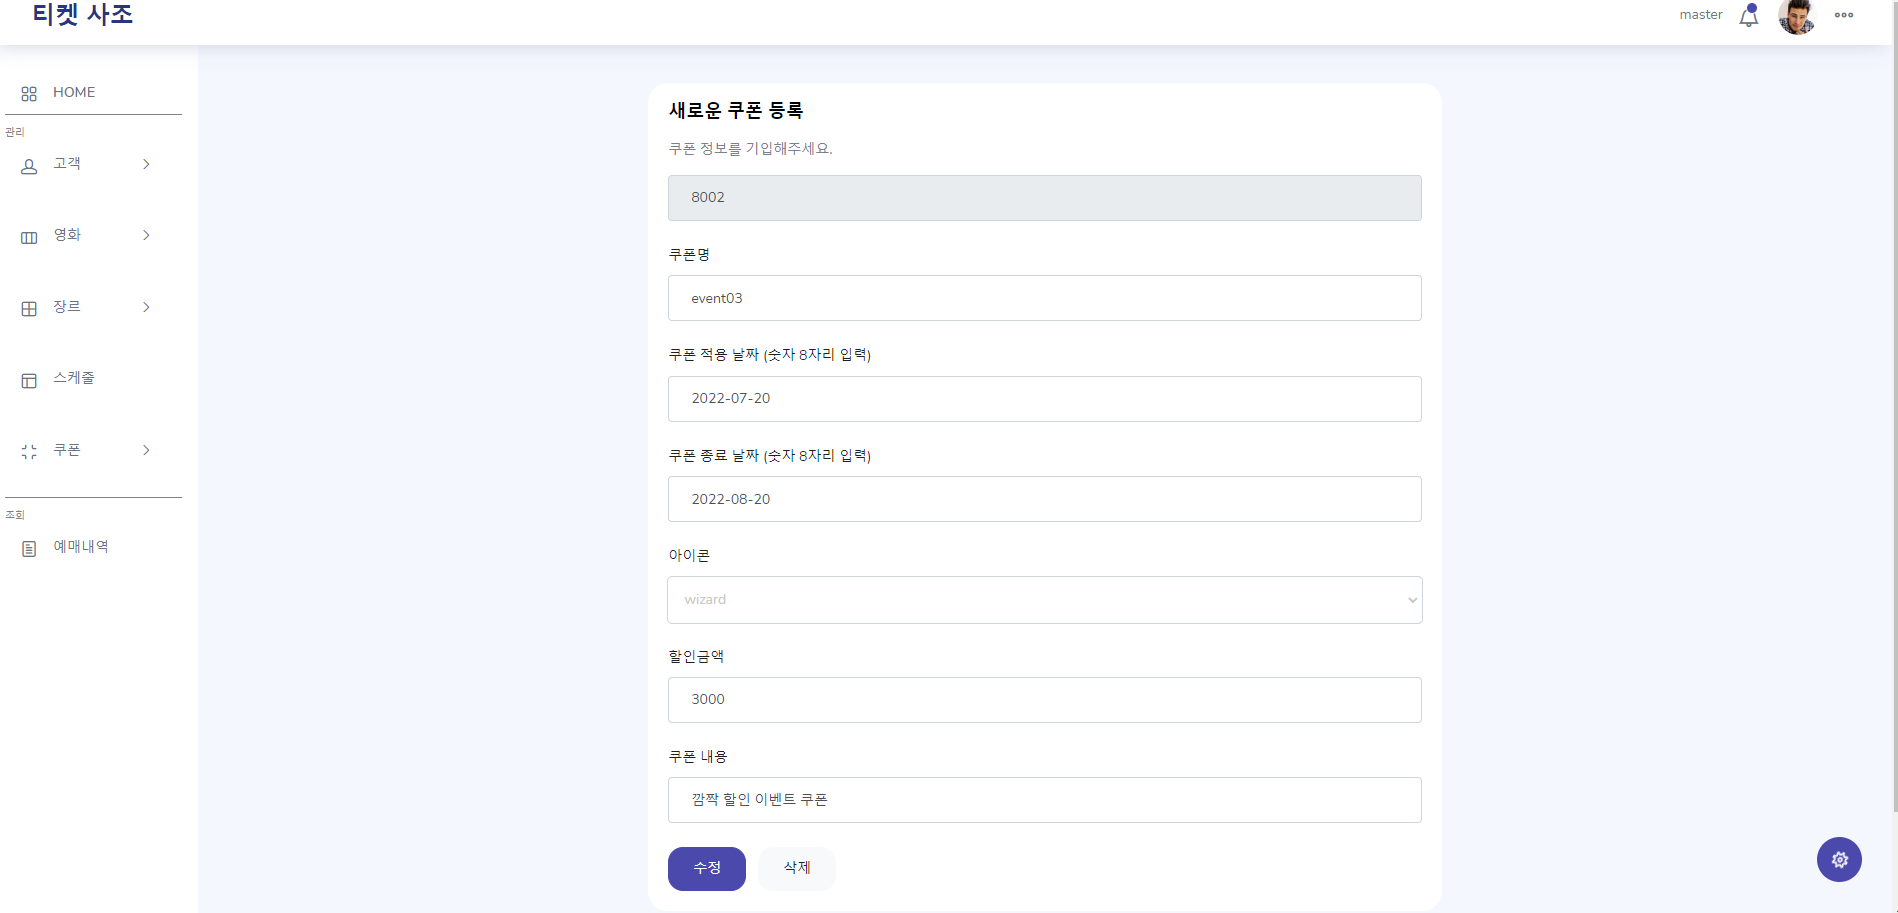 티켓 사조
master
HOME
관리
고객
영화
장르
스케줄
쿠폰
조회
예매내역
새로운 쿠폰 등록
쿠폰 정보를 기입해주세요.
8002
쿠폰명
event03
쿠폰 적용 날짜 (숫자 8자리 입력)
2022-07-20
쿠폰 종료 날짜 (숫자 8자리 입력)
2022-08-20
아이콘
wizard
할인금액
3000
쿠폰 내용
깜짝 할인 이벤트 쿠폰
수정 삭제